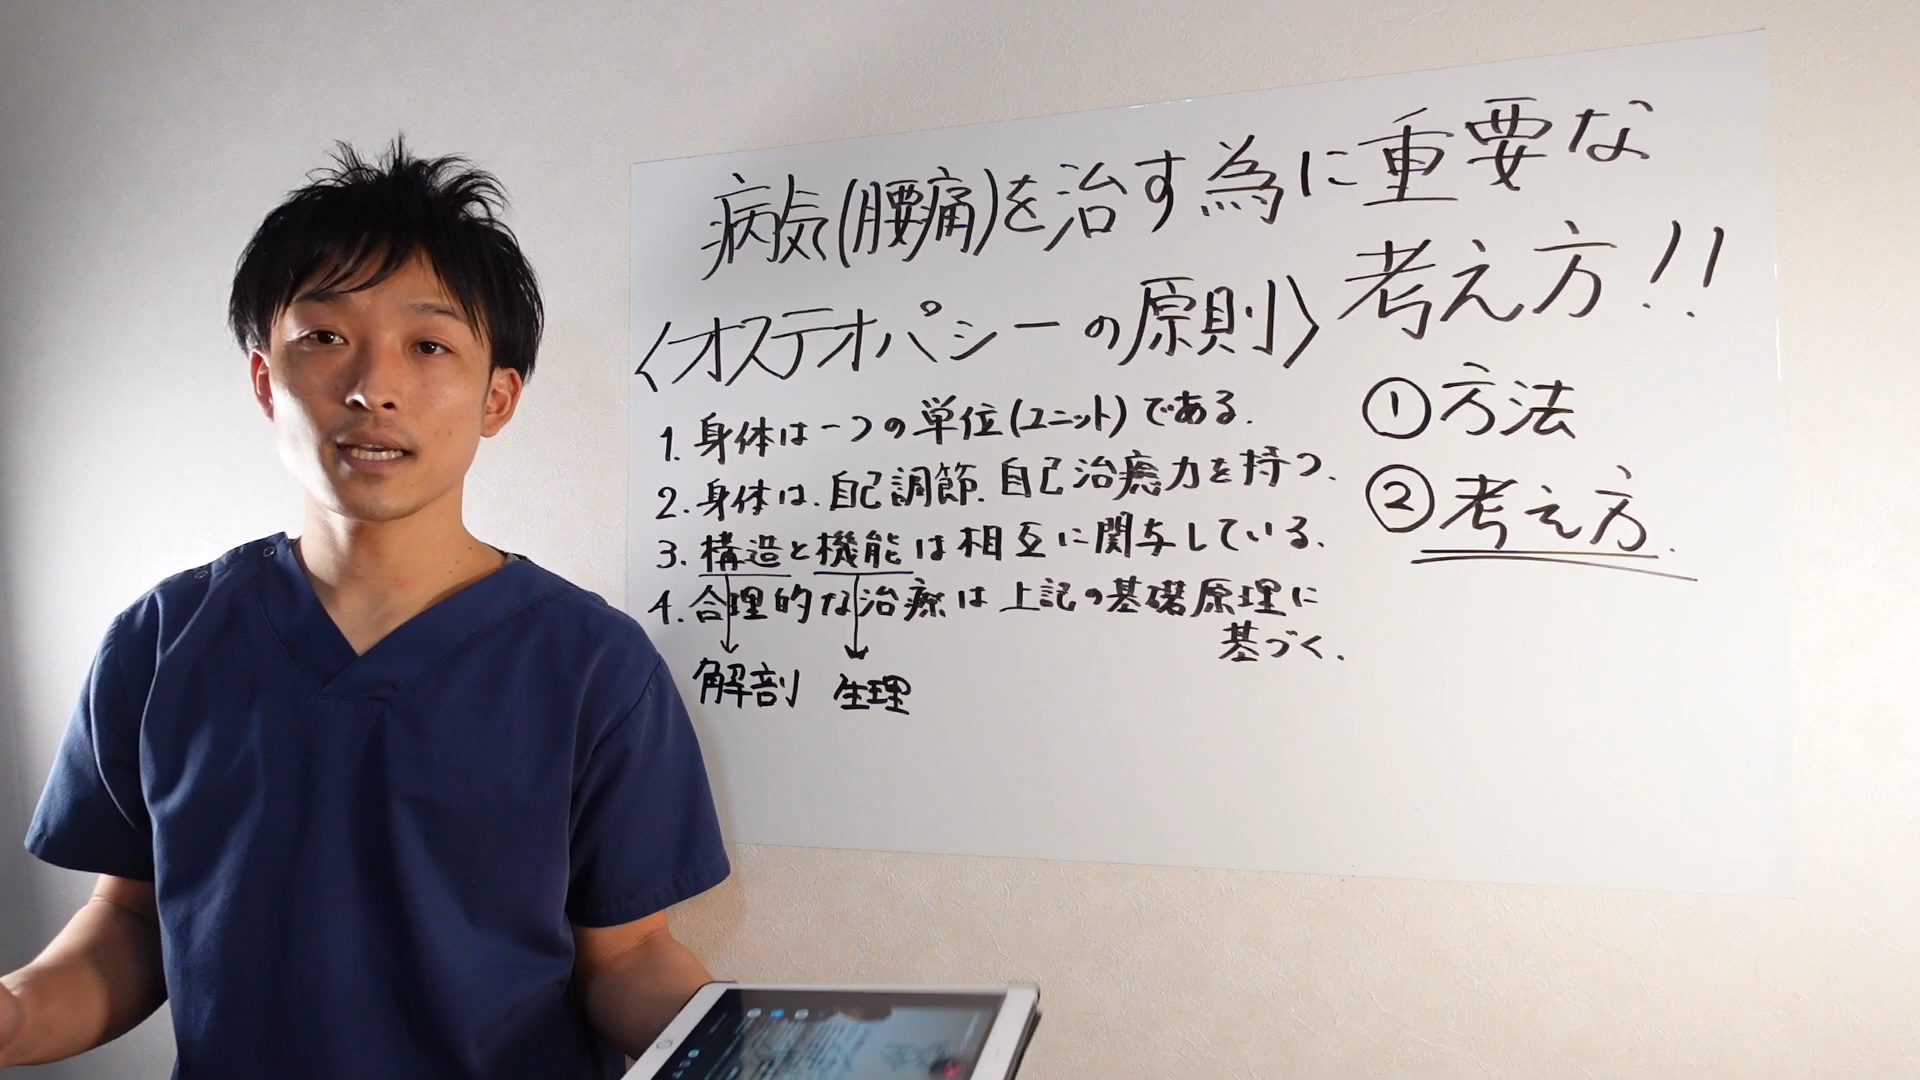 病気(腰痛)を治す為に重要な
考え方!!
〈オステオパシーの原則〉
1. 身体は一つの単位(ユニット)である.
2. 身体は.自己調節.自己治癒力を持つ.
3. 構造と機能は相互に関与している.
4. 合理的な治療は上記の基礎原理に
基づく.
解剖 生理
①方法
②考え方.